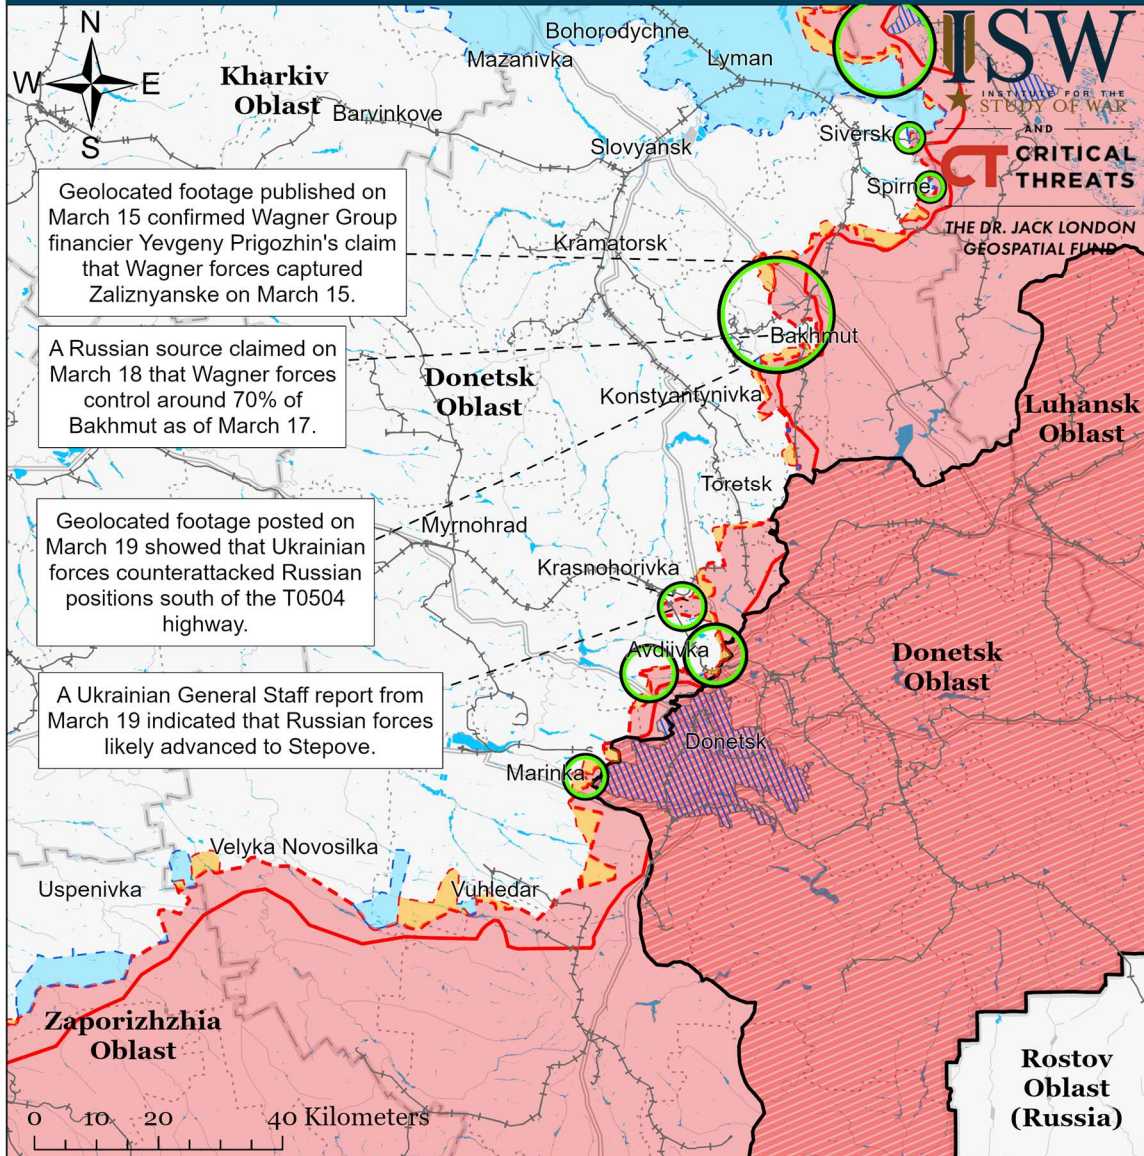 N
W E
S
Kharkiv
Oblast
Bohorodychne
Mazanivka
Lyman
Barvinkove
Slovyansk
Siversk
Spirne
ISW
INSTITUTE FOR THE
STUDY OF WAR
AND
CT CRITICAL
THREATS
THE DR. JACK LONDON
GEOSPATIAL FUND
Geolocated footage published on
March 15 confirmed Wagner Group
financier Yevgeny Prigozhin's claim
that Wagner forces captured
Zaliznyanske on March 15.
Kramatorsk
A Russian source claimed on
March 18 that Wagner forces
control around 70% of
Bakhmut as of March 17.
Bakhmut
Donetsk
Oblast
Konstyantynivka
Luhansk
Oblast
Toretsk
Geolocated footage posted on
March 19 showed that Ukrainian
forces counterattacked Russian
positions south of the T0504
highway.
Myrnohrad
Krasnohorivka
Avdiivka
Donetsk
Oblast
A Ukrainian General Staff report from
March 19 indicated that Russian forces
likely advanced to Stepove.
Donetsk
Marinka
Velyka Novosilka
Uspenivka
Vuhledar
Zaporizhzhia
Oblast
Rostov
Oblast
(Russia)
0 10 20 40 Kilometers